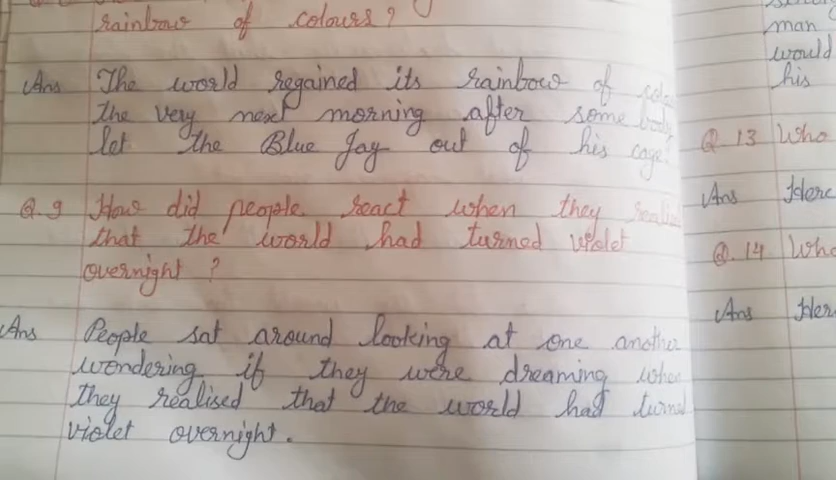 rainbow of colours?
Ans The world regained its rainbow of
the very next morning after some body
let the Blue Jay out of his cage.
Q.9 How did people react when they
that the world had turned violet
overnight ?
Ans People sat around looking at one another
wondering if they were dreaming when
they realised that the world had turned
violet overnight.
man
would
his
Q.13 Who
Ans Here
Q.14 Who
Ans Her